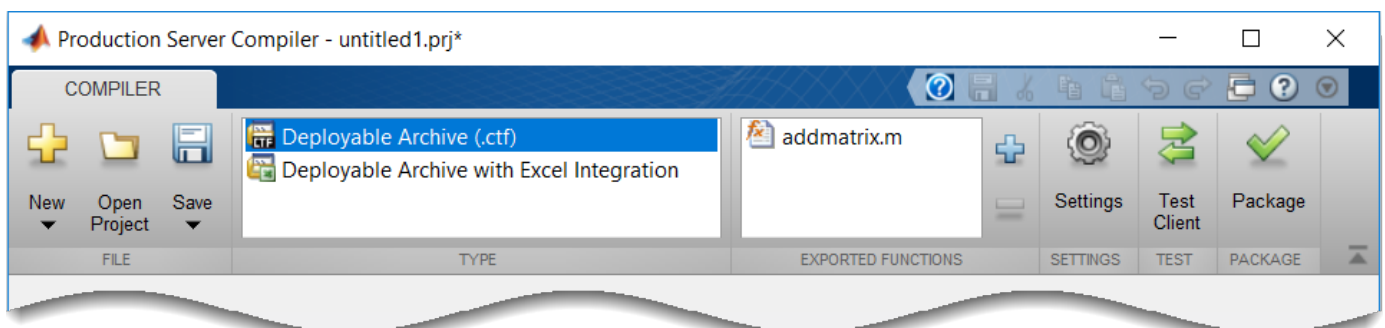 Production Server Compiler - untitled1.prj*
COMPILER
Deployable Archive (.ctf)
Deployable Archive with Excel Integration
addmatrix.m
New
Open
Project
Save
Settings
Test
Client
Package
FILE
TYPE
EXPORTED FUNCTIONS
SETTINGS
TEST
PACKAGE